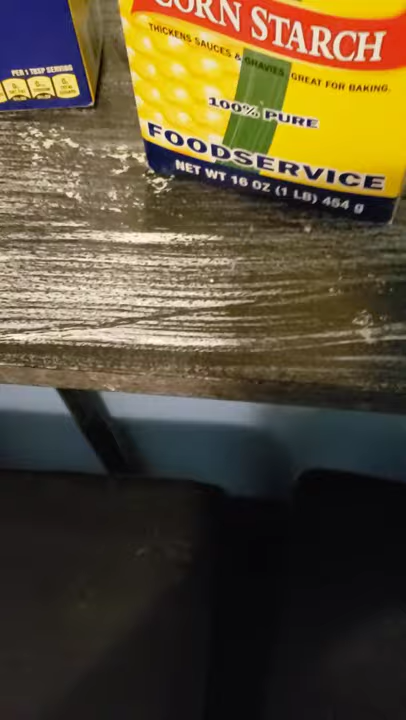 CORN STARCH
THICKENS SAUCES & GRAVIES, GREAT FOR BAKING.
100% PURE
FOODSERVICE
NET WT 16 OZ (1 LB) 454 g
PER 1 TBSP SERVING